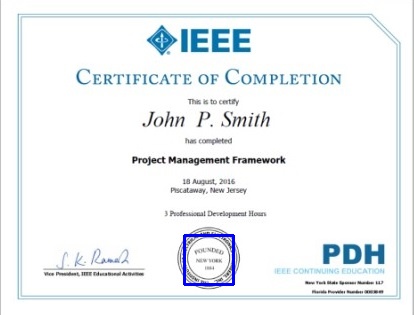 IEEE
CERTIFICATE OF COMPLETION
This is to certify
John P. Smith
has completed
Project Management Framework
18 August, 2016
Piscataway, New Jersey
3 Professional Development Hours
FOUNDED
NEW YORK
1884
S. K. Ramesh
Vice President, IEEE Educational Activities
PDH
IEEE CONTINUING EDUCATION
New York State Sponsor Number 117
Florida Provider Number 0003849